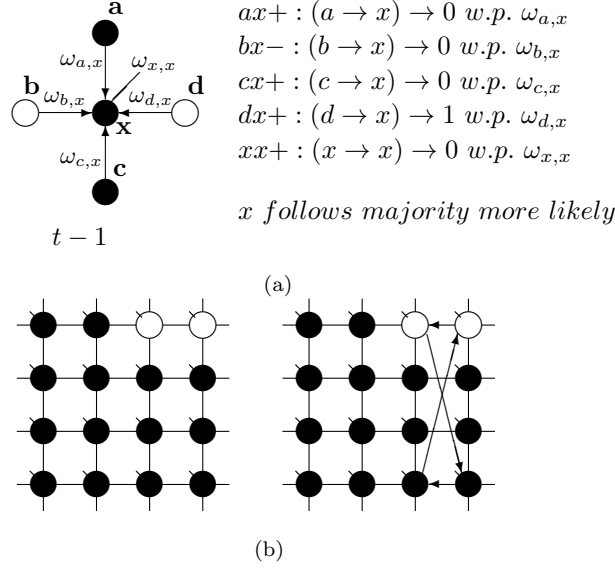 a
ω_{a,x} ω_{x,x}
b d
ω_{b,x} ω_{d,x}
x
ω_{c,x}
c
t − 1
ax+ : (a → x) → 0 w.p. ω_{a,x}
bx− : (b → x) → 0 w.p. ω_{b,x}
cx+ : (c → x) → 0 w.p. ω_{c,x}
dx+ : (d → x) → 1 w.p. ω_{d,x}
xx+ : (x → x) → 0 w.p. ω_{x,x}
x follows majority more likely
(a)
(b)